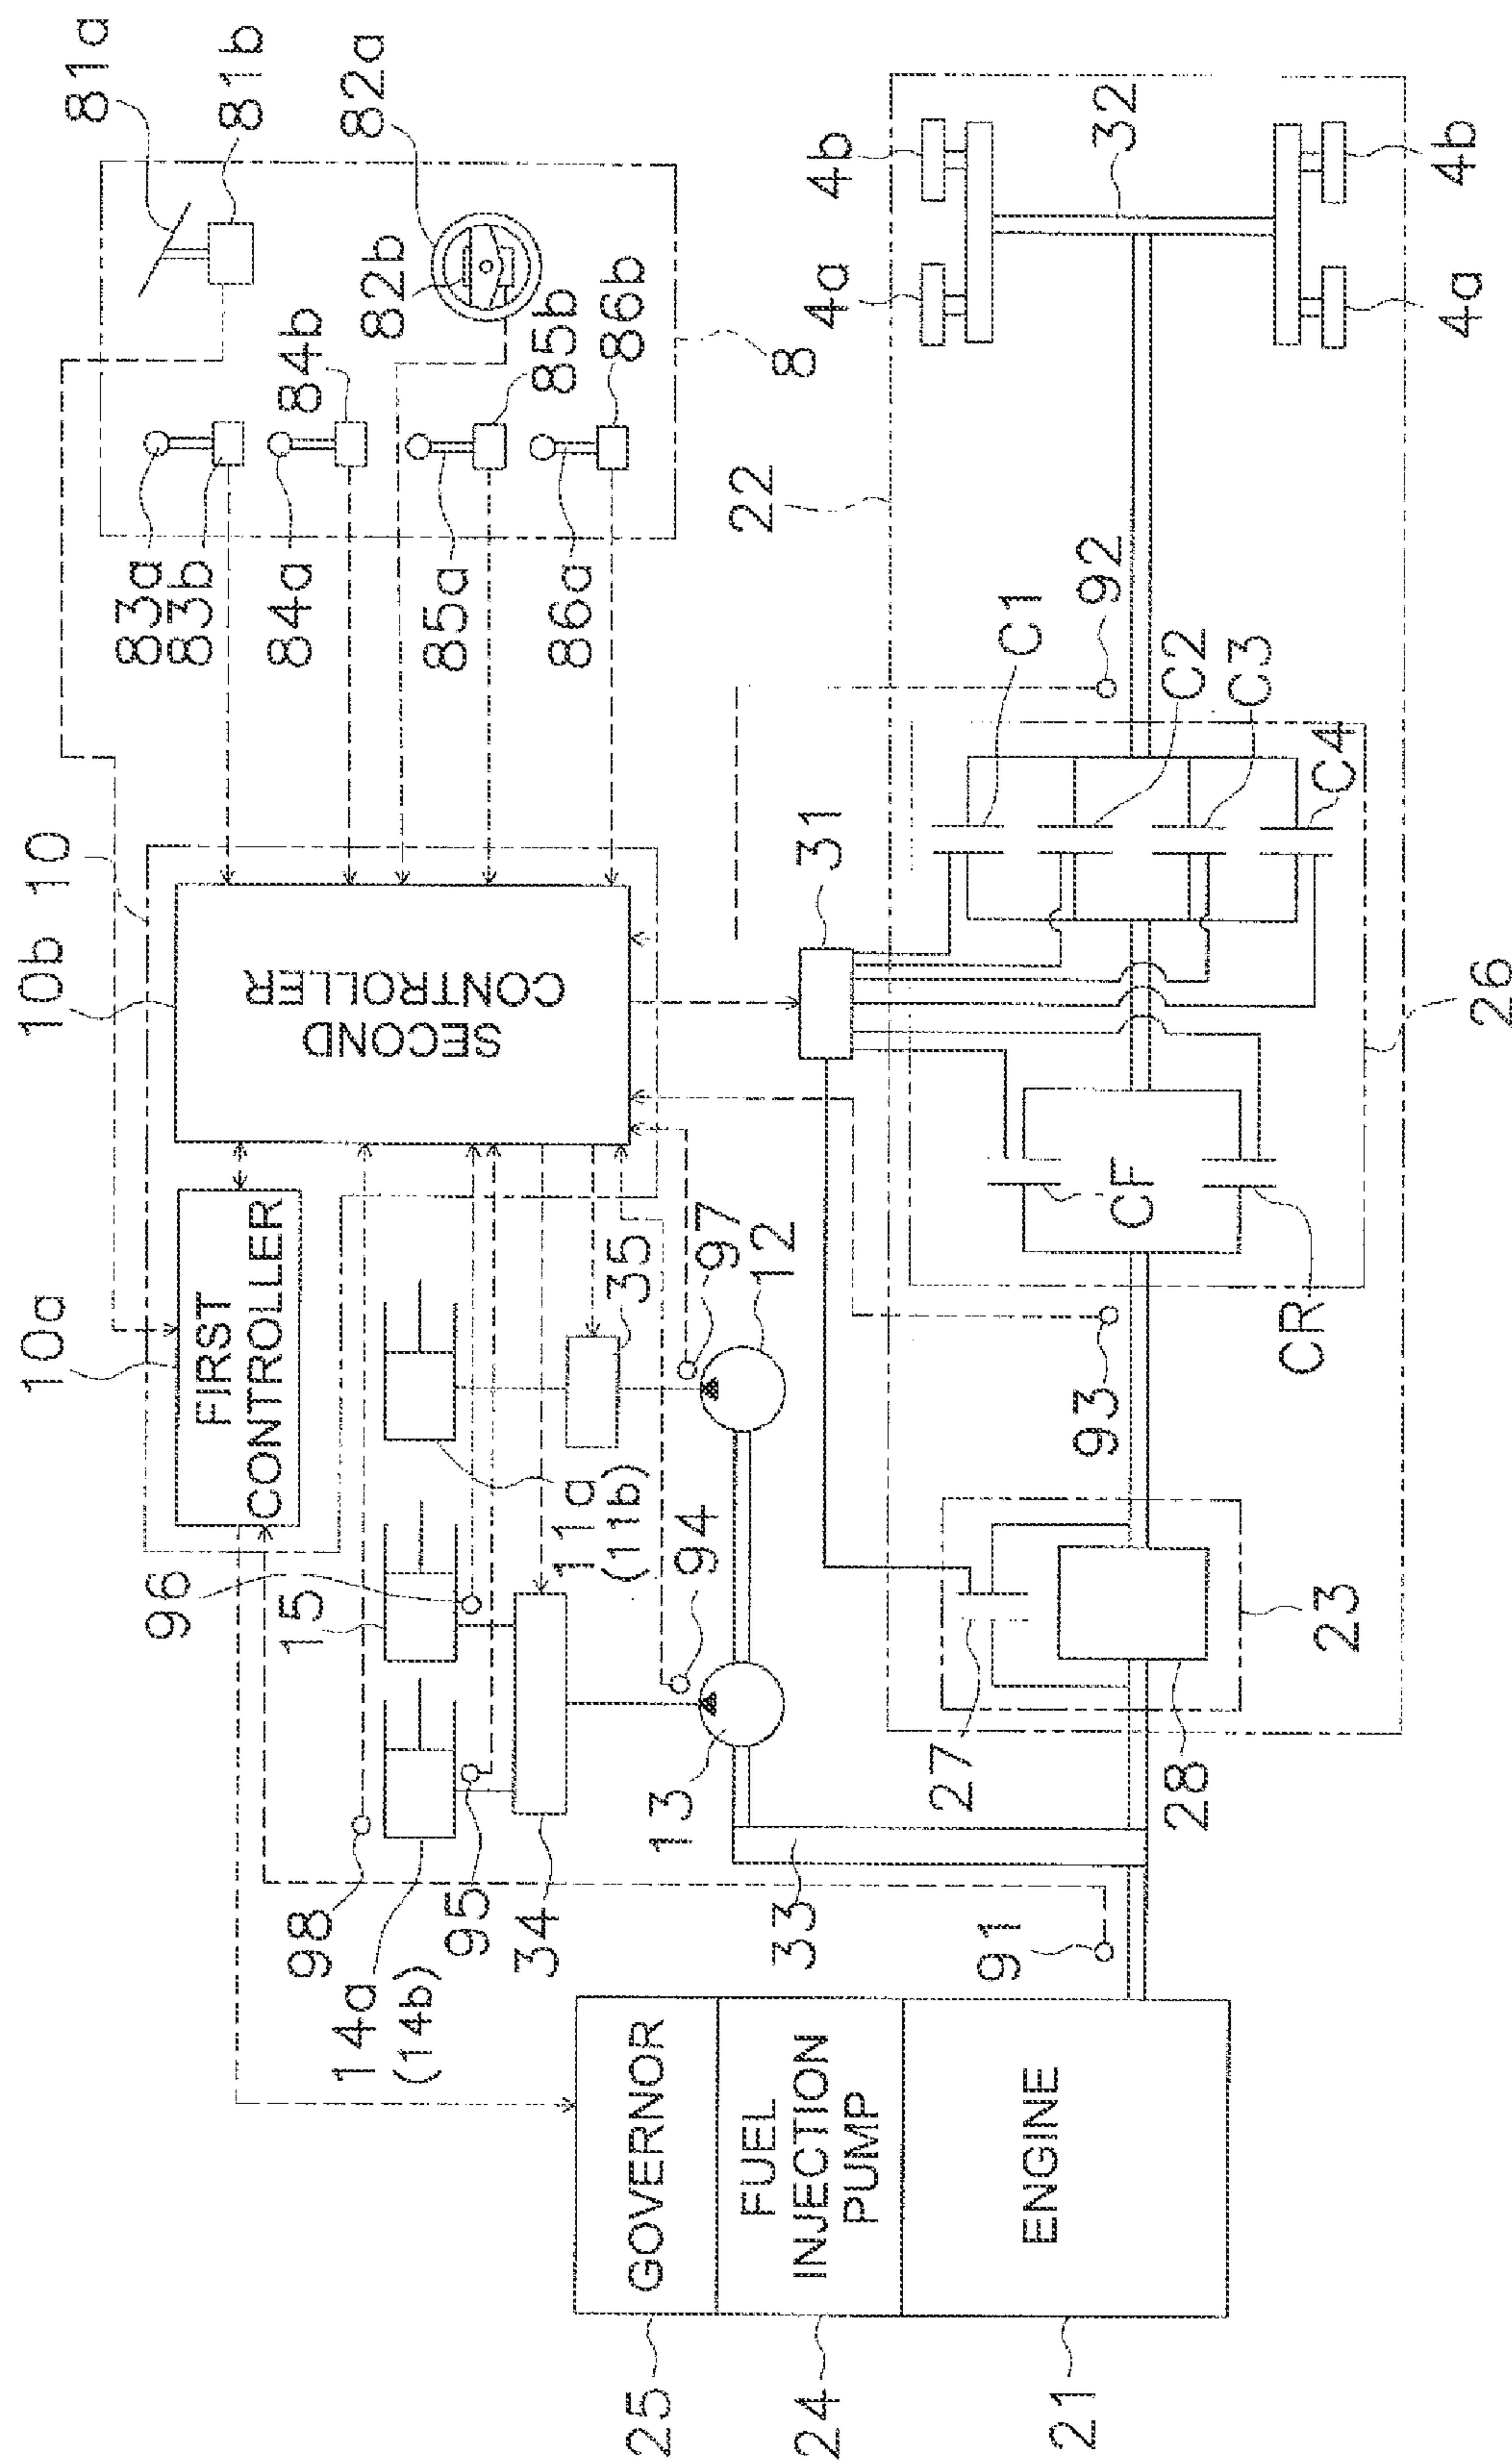 81a
81b
82a
82b
83a
83b
84a
84b
85a
85b
86a
86b
8
10b
10
10a
FIRST
CONTROLLER
SECOND
CONTROLLER
96
15
98
14a
(14b)
95
34
11a
(11b)
35
97
12
94
13
33
91
31
22
92
93
C1
C2
C3
C4
CF
CR
26
27
28
23
32
4b
4a
4b
4a
GOVERNOR
FUEL
INJECTION
PUMP
ENGINE
25
24
21